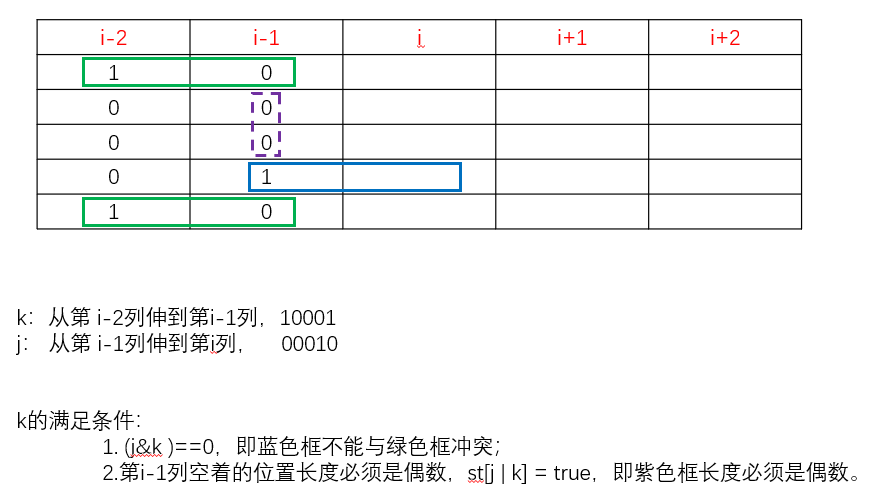 i-2 i-1 i i+1 i+2
1 0
0 0
0 0
0 1
1 0
k：从第 i-2列伸到第i-1列，10001
j： 从第 i-1列伸到第i列， 00010
k的满足条件:
1. (j&k )==0，即蓝色框不能与绿色框冲突；
2.第i-1列空着的位置长度必须是偶数，st[j | k] = true，即紫色框长度必须是偶数。